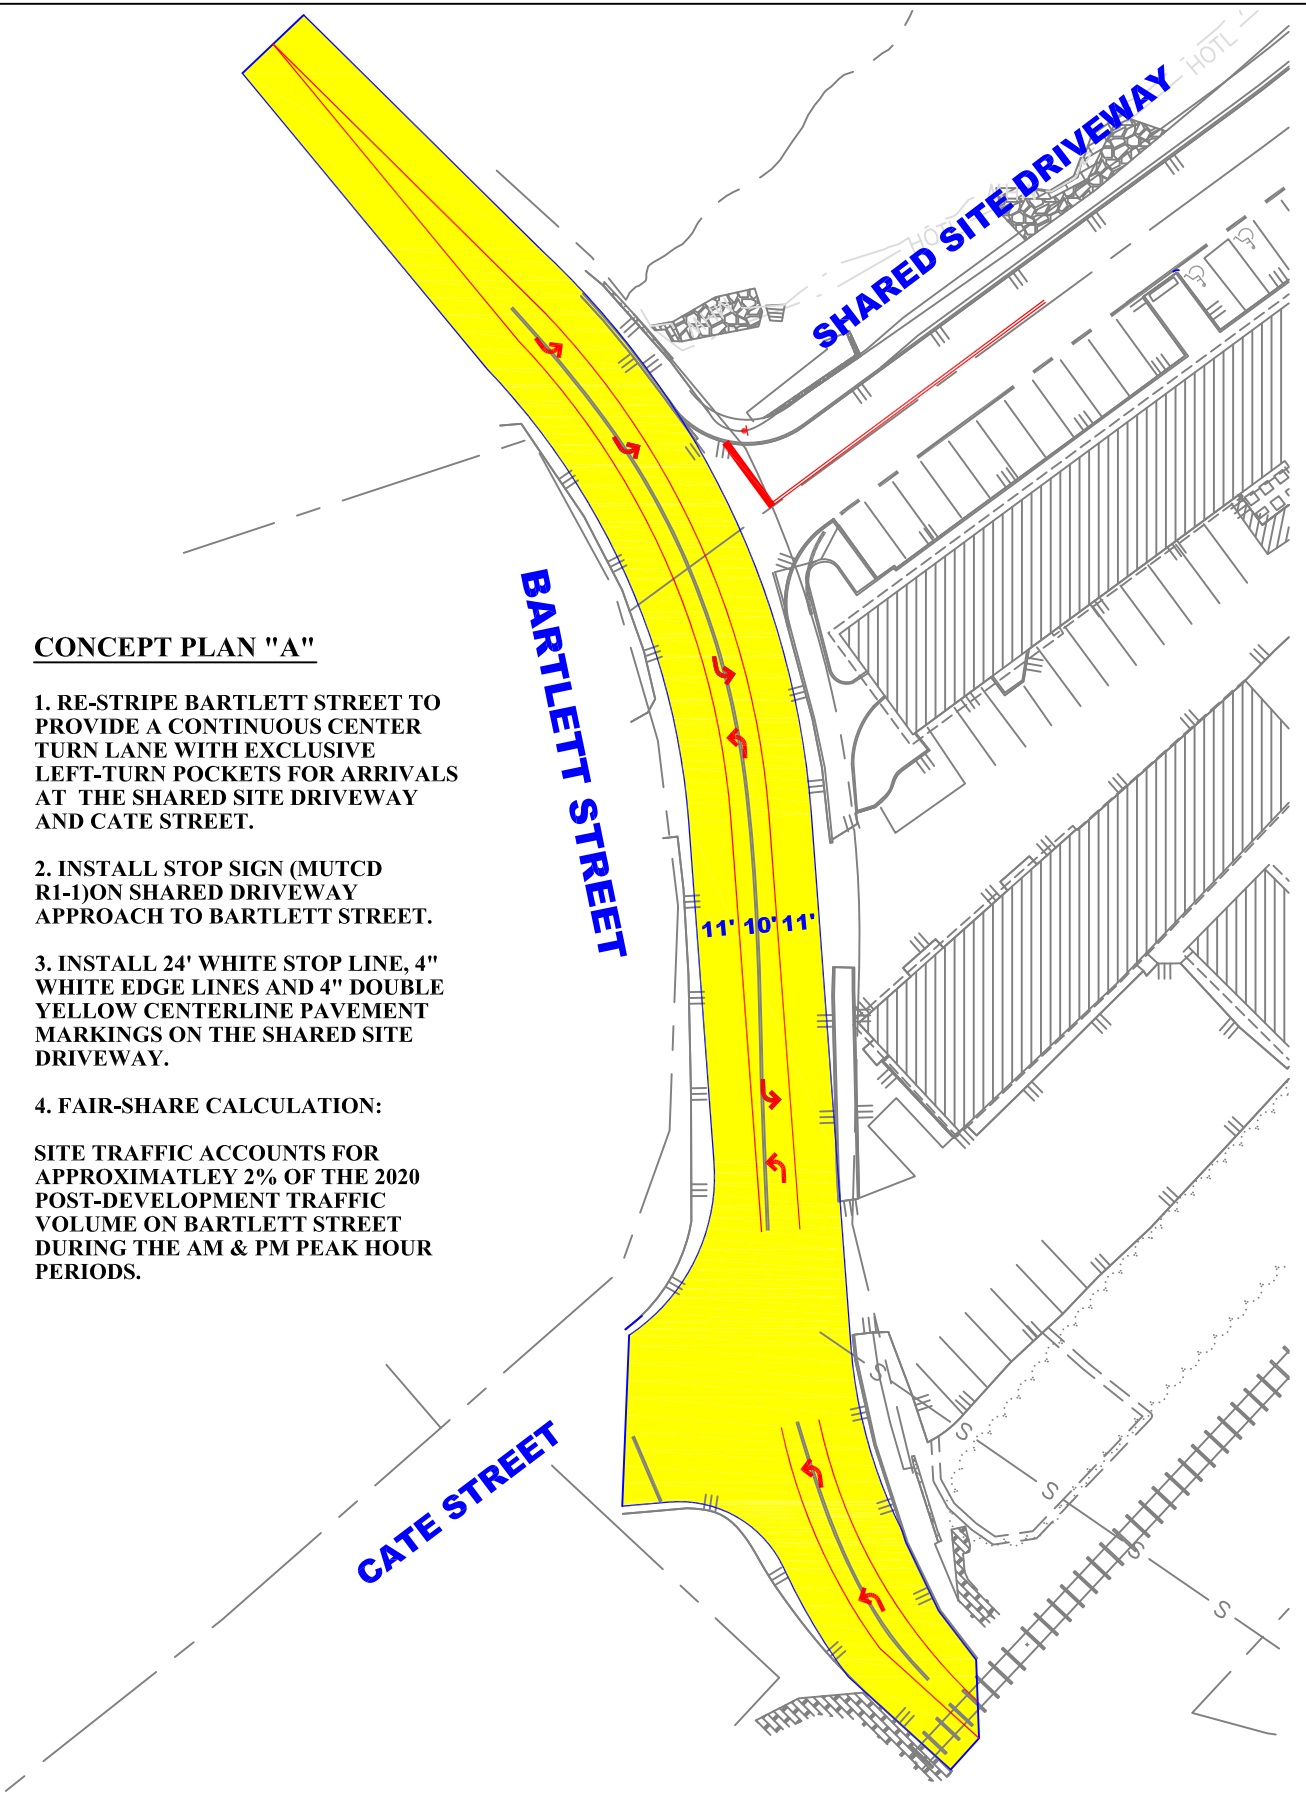 HOTL
SHARED SITE DRIVEWAY
HOTL
BARTLETT STREET
CONCEPT PLAN "A"
1. RE-STRIPE BARTLETT STREET TO
PROVIDE A CONTINUOUS CENTER
TURN LANE WITH EXCLUSIVE
LEFT-TURN POCKETS FOR ARRIVALS
AT THE SHARED SITE DRIVEWAY
AND CATE STREET.
2. INSTALL STOP SIGN (MUTCD
R1-1)ON SHARED DRIVEWAY
APPROACH TO BARTLETT STREET.
3. INSTALL 24' WHITE STOP LINE, 4"
WHITE EDGE LINES AND 4" DOUBLE
YELLOW CENTERLINE PAVEMENT
MARKINGS ON THE SHARED SITE
DRIVEWAY.
4. FAIR-SHARE CALCULATION:
SITE TRAFFIC ACCOUNTS FOR
APPROXIMATLEY 2% OF THE 2020
POST-DEVELOPMENT TRAFFIC
VOLUME ON BARTLETT STREET
DURING THE AM & PM PEAK HOUR
PERIODS.
11' 10' 11'
CATE STREET
S
S
S
S
S